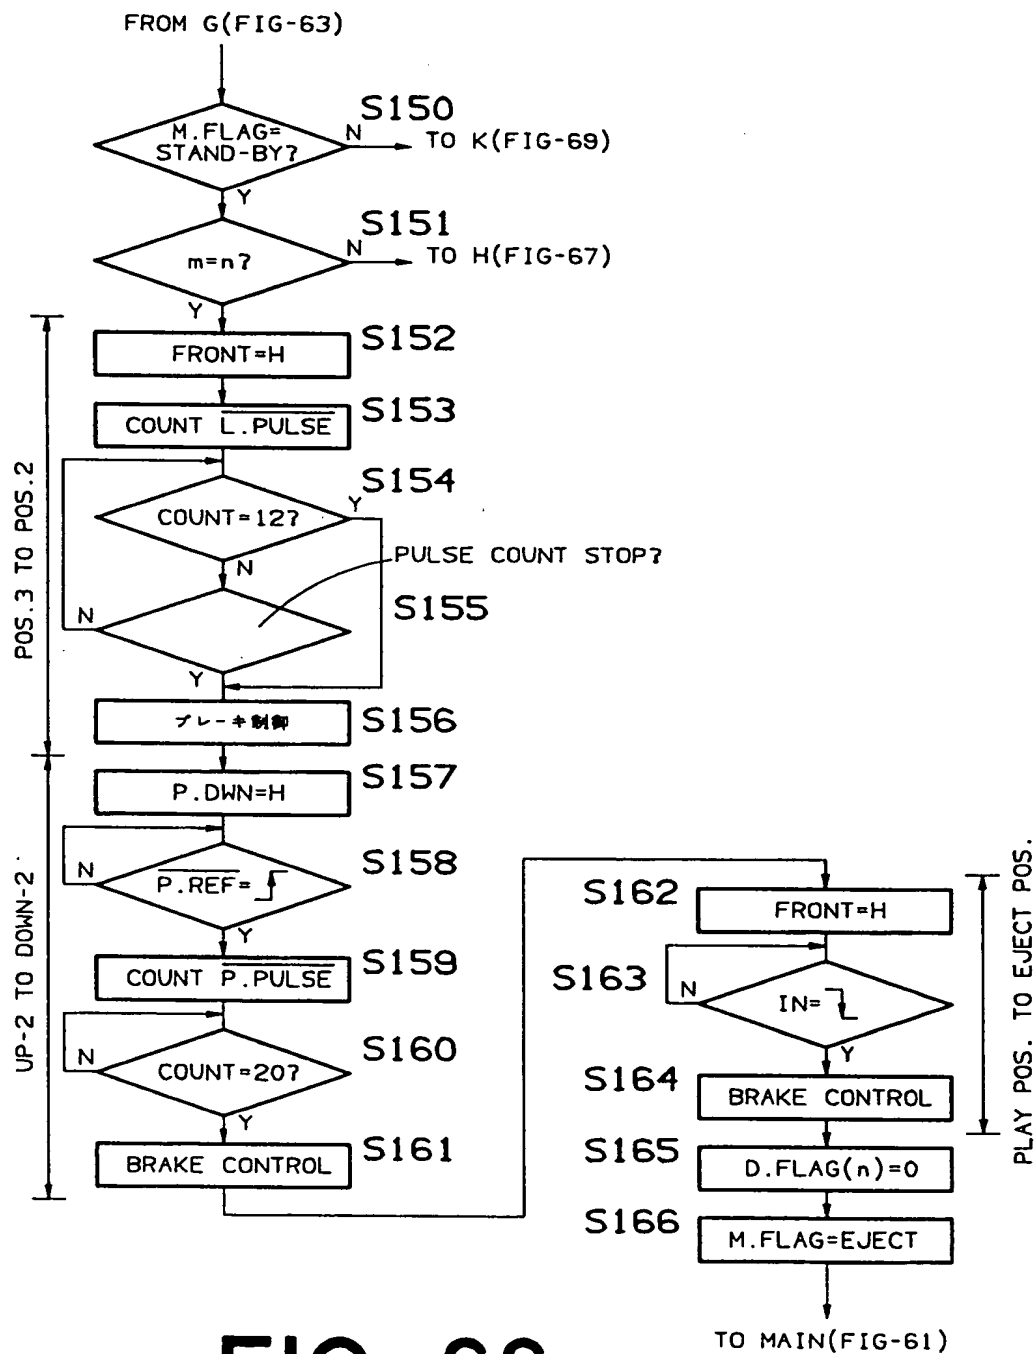 FROM G(FIG-63)
S150
M.FLAG=
STAND-BY?
N
TO K(FIG-69)
Y
S151
m=n?
N
TO H(FIG-67)
Y
POS.3 TO POS.2
S152
FRONT=H
S153
COUNT L.PULSE
S154
COUNT=12?
Y
N
PULSE COUNT STOP?
S155
N
Y
S156
ブレーキ制御
UP-2 TO DOWN-2
S157
P.DWN=H
S158
P.REF=
N
Y
S159
COUNT P.PULSE
S160
COUNT=20?
N
Y
S161
BRAKE CONTROL
PLAY POS. TO EJECT POS.
S162
FRONT=H
S163
IN=
N
Y
S164
BRAKE CONTROL
S165
D.FLAG(n)=0
S166
M.FLAG=EJECT
TO MAIN(FIG-61)